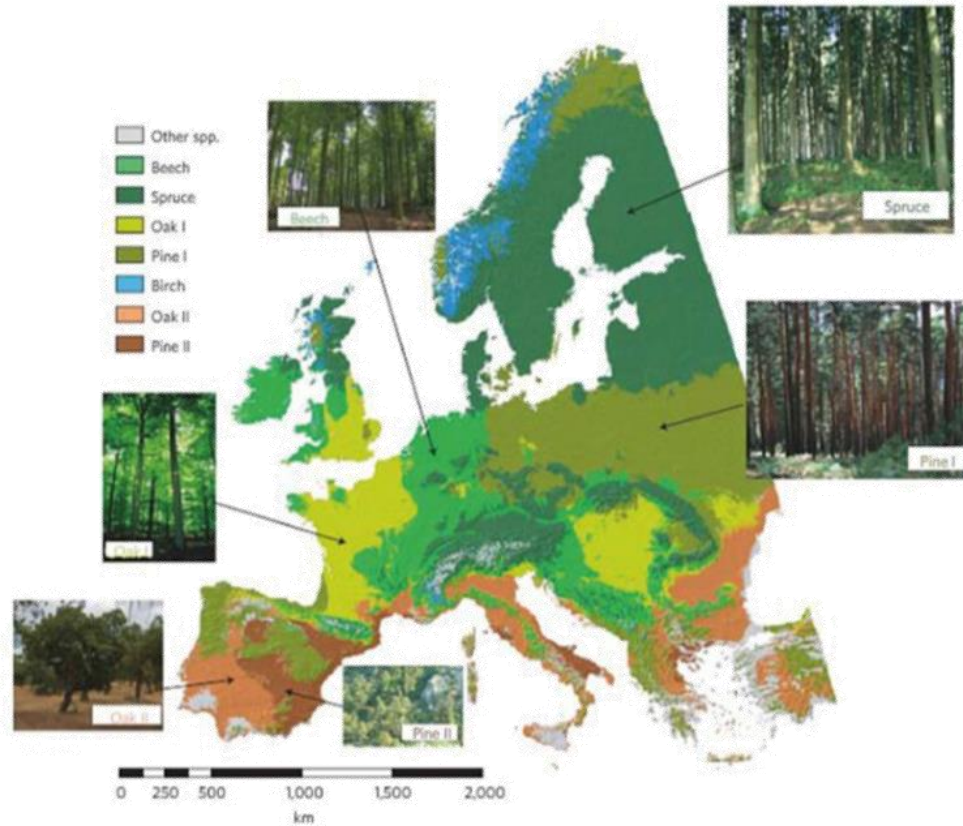 Other spp.
Beech
Spruce
Oak I
Pine I
Birch
Oak II
Pine II
Beech
Spruce
Pine I
Oak I
Oak II
Pine II
0 250 500 1,000 1,500 2,000
km